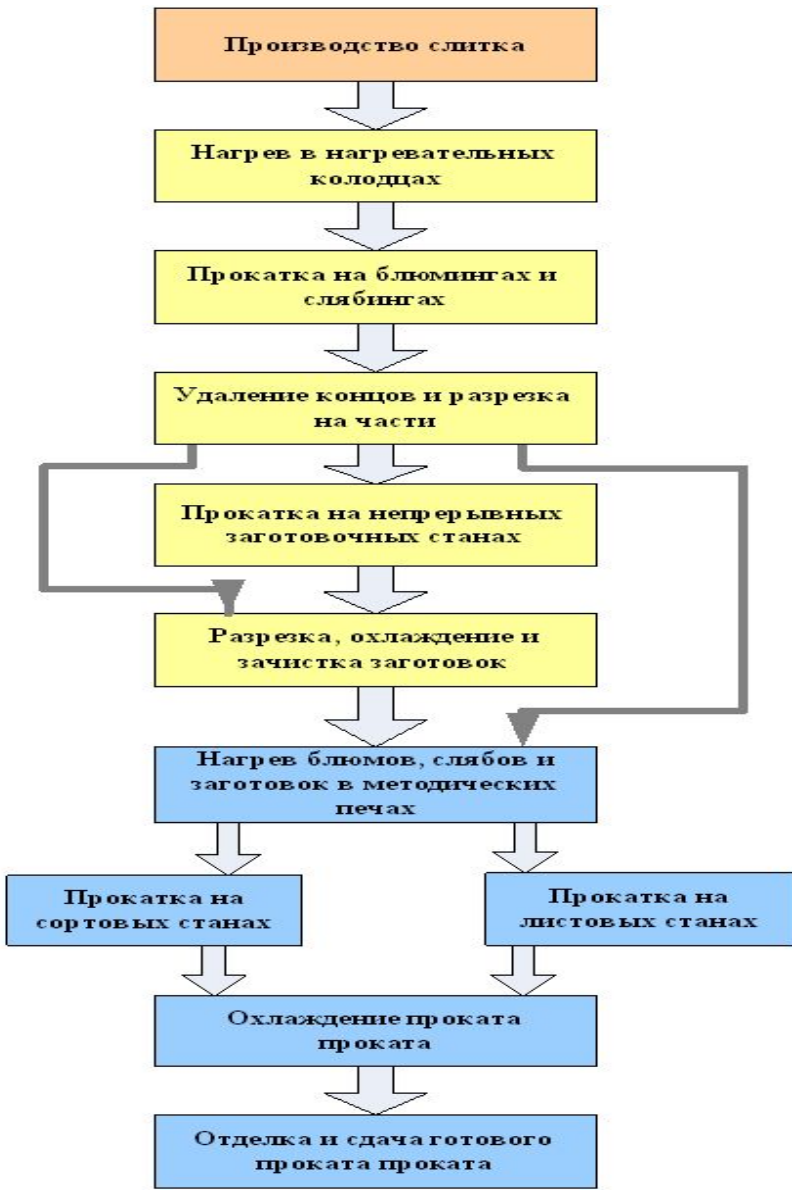 Производство слитка
Нагрев в нагревательных
колодцах
Прокатка на блюмингах и
слябингах
Удаление концов и разрезка
на части
Прокатка на непрерывных
заготовочных станах
Разрезка, охлаждение и
зачистка заготовок
Нагрев блюмов, слябов и
заготовок в методических
печах
Прокатка на
сортовых станах
Прокатка на
листовых станах
Охлаждение проката
проката
Отделка и сдача готового
проката проката